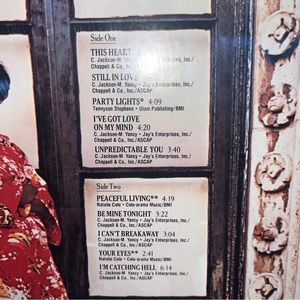 Side One
THIS HEART
C. Jackson-M. Yancy • Jay's Enterprises, Inc./
Chappell & Co., Inc./ASCAP
STILL IN LOVE
C. Jackson-M. Yancy • Jay's Enterprises, Inc./
Chappell & Co., Inc./ASCAP
PARTY LIGHTS* 4:09
Tennyson Stephens • Ulom Publishing/BMI
I'VE GOT LOVE
ON MY MIND 4:20
C. Jackson-M. Yancy • Jay's Enterprises, Inc./
Chappell & Co., Inc./ASCAP
UNPREDICTABLE YOU 3:40
C. Jackson-M. Yancy • Jay's Enterprises, Inc./
Chappell & Co., Inc./ASCAP
Side Two
PEACEFUL LIVING** 4:19
Natalie Cole • Cole-arama Music/BMI
BE MINE TONIGHT 3:22
C. Jackson-M. Yancy • Jay's Enterprises, Inc./
Chappell & Co., Inc./ASCAP
I CAN'T BREAKAWAY 3:04
C. Jackson-M. Yancy • Jay's Enterprises, Inc./
Chappell & Co., Inc./ASCAP
YOUR EYES** 2:41
Natalie Cole • Cole-arama Music/BMI
I'M CATCHING HELL 6:14
C. Jackson-M. Yancy • Jay's Enterprises, Inc./
Chappell & Co., Inc./ASCAP